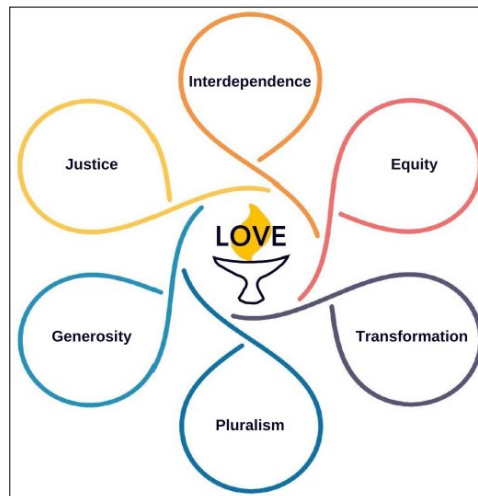 Interdependence
Justice
Equity
LOVE
Generosity
Transformation
Pluralism